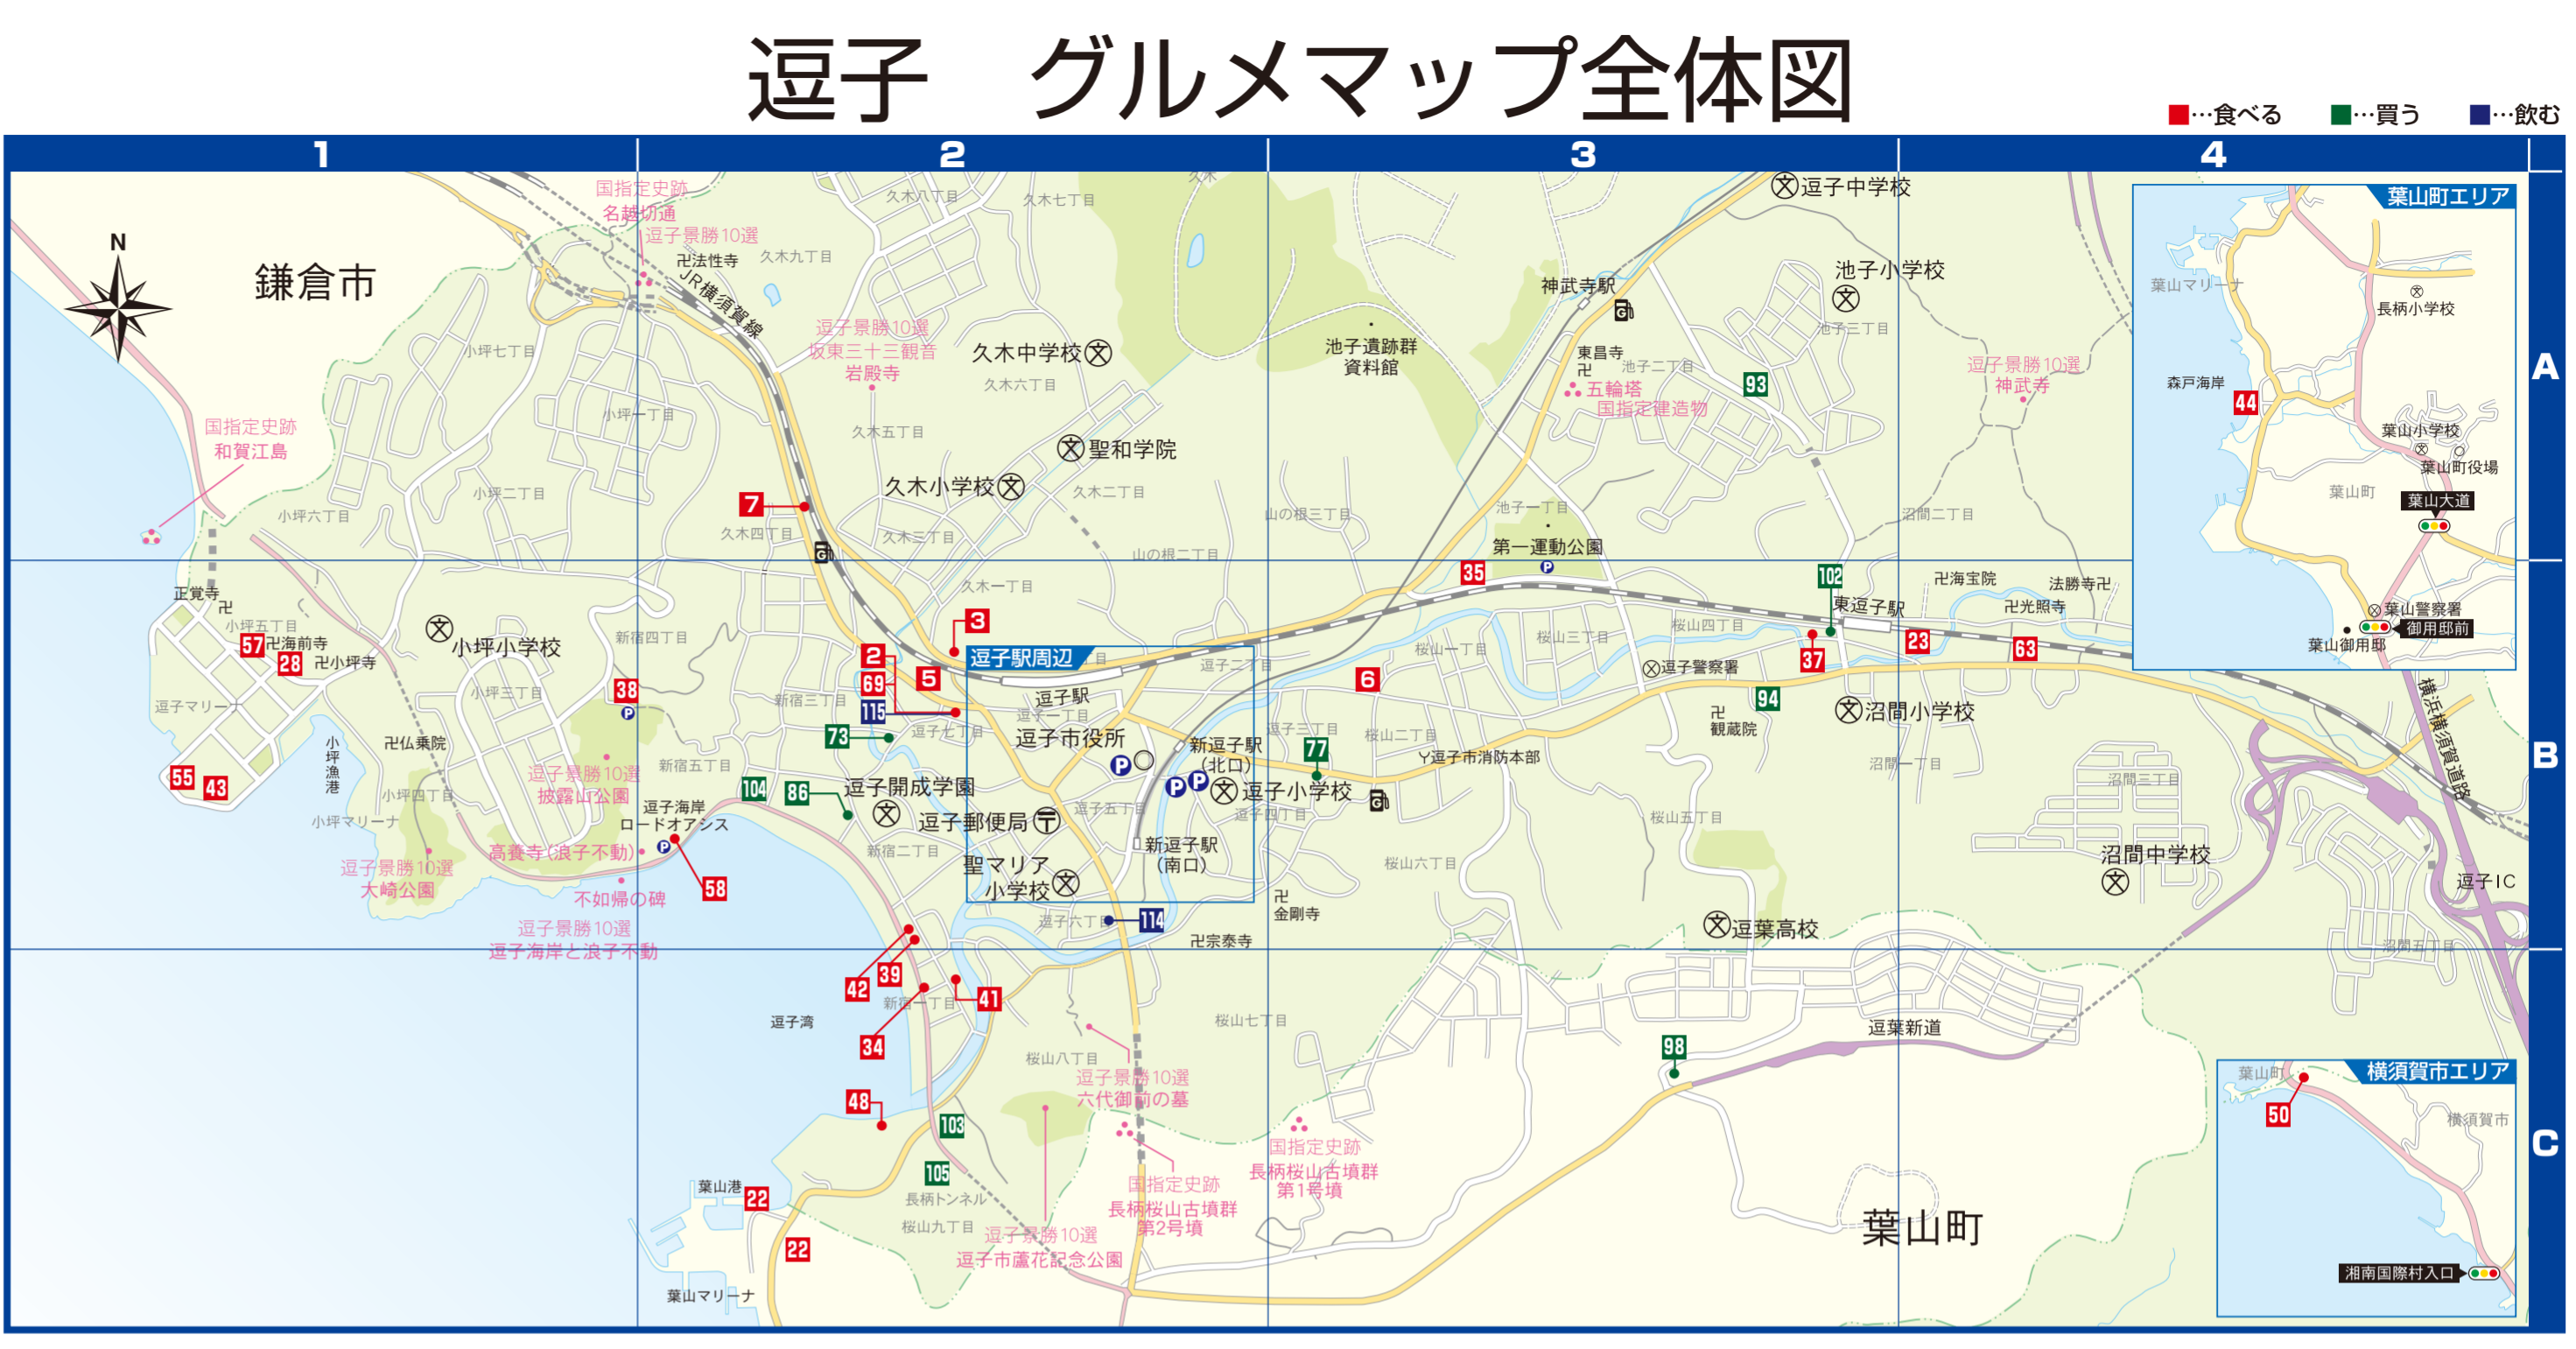 逗子　グルメマップ全体図
■…食べる　■…買う　■…飲む
1
2
3
4
A
B
C
N
鎌倉市
国指定史跡
名越切通
逗子景勝10選
卍法性寺
JR横須賀線
久木九丁目
久木八丁目
久木七丁目
久木
逗子中学校
池子小学校
池子三丁目
神武寺駅
池子遺跡群
資料館
東昌寺
卍
池子二丁目
五輪塔
国指定建造物
93
逗子景勝10選
神武寺
葉山町エリア
葉山マリーナ
長柄小学校
森戸海岸
44
葉山小学校
葉山町役場
葉山町
葉山大道
葉山警察署
御用邸前
葉山御用邸
逗子景勝10選
坂東三十三観音
岩殿寺
久木中学校
久木六丁目
久木五丁目
聖和学院
久木小学校
久木二丁目
久木三丁目
久木四丁目
7
小坪七丁目
小坪一丁目
小坪二丁目
小坪六丁目
国指定史跡
和賀江島
山の根三丁目
山の根二丁目
池子一丁目
第一運動公園
P
沼間二丁目
35
102
東逗子駅
卍海宝院
法勝寺卍
卍光照寺
正覚寺
卍
小坪五丁目
57
卍海前寺
28
卍小坪寺
小坪小学校
小坪三丁目
逗子マリーナ
55
43
小坪漁港
卍仏乗院
小坪四丁目
小坪マリーナ
逗子景勝10選
大崎公園
38
P
新宿四丁目
新宿三丁目
新宿五丁目
逗子景勝10選
披露山公園
逗子海岸
ロードオアシス
P
高養寺(浪子不動)
不如帰の碑
逗子景勝10選
逗子海岸と浪子不動
58
久木一丁目
3
2
69
115
5
逗子駅周辺
逗子駅
逗子一丁目
逗子二丁目
逗子七丁目
逗子市役所
P
73
104
86
逗子開成学園
逗子郵便局
逗子五丁目
新宿二丁目
聖マリア
小学校
新逗子駅
(北口)
P
P
逗子小学校
逗子三丁目
逗子四丁目
77
新逗子駅
(南口)
逗子六丁目
114
卍宗泰寺
卍
金剛寺
6
桜山一丁目
桜山二丁目
桜山三丁目
桜山四丁目
逗子警察署
37
23
63
94
卍
観蔵院
沼間小学校
逗子市消防本部
沼間一丁目
沼間三丁目
桜山五丁目
桜山六丁目
逗葉高校
沼間中学校
横浜横須賀道路
逗子IC
沼間五丁目
42
39
41
新宿一丁目
34
逗子湾
48
103
105
長柄トンネル
桜山九丁目
桜山八丁目
桜山七丁目
逗子景勝10選
六代御前の墓
国指定史跡
長柄桜山古墳群
第2号墳
国指定史跡
長柄桜山古墳群
第1号墳
逗子景勝10選
逗子市蘆花記念公園
葉山港
22
22
葉山マリーナ
98
逗葉新道
葉山町
横須賀市エリア
葉山町
50
横須賀市
湘南国際村入口